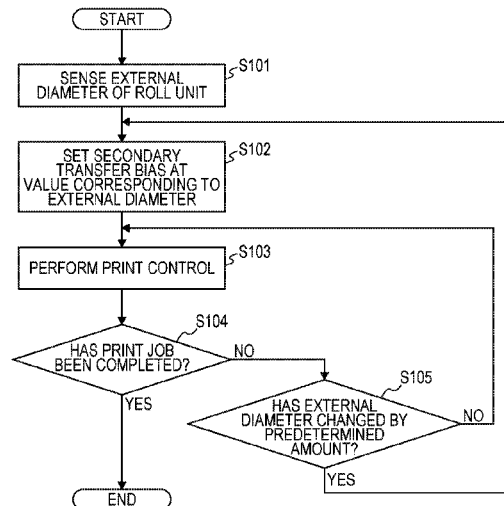 START
S101
SENSE EXTERNAL
DIAMETER OF ROLL UNIT
S102
SET SECONDARY
TRANSFER BIAS AT
VALUE CORRESPONDING TO
EXTERNAL DIAMETER
S103
PERFORM PRINT CONTROL
S104
HAS PRINT JOB
BEEN COMPLETED?
NO
YES
S105
HAS EXTERNAL
DIAMETER CHANGED BY
PREDETERMINED
AMOUNT?
NO
YES
END